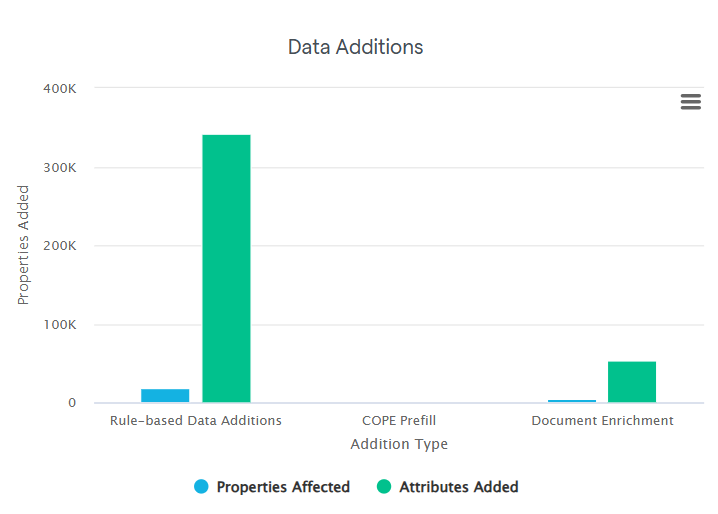 Data Additions
400K
300K
200K
100K
0
Properties Added
Rule-based Data Additions
COPE Prefill
Document Enrichment
Addition Type
Properties Affected
Attributes Added